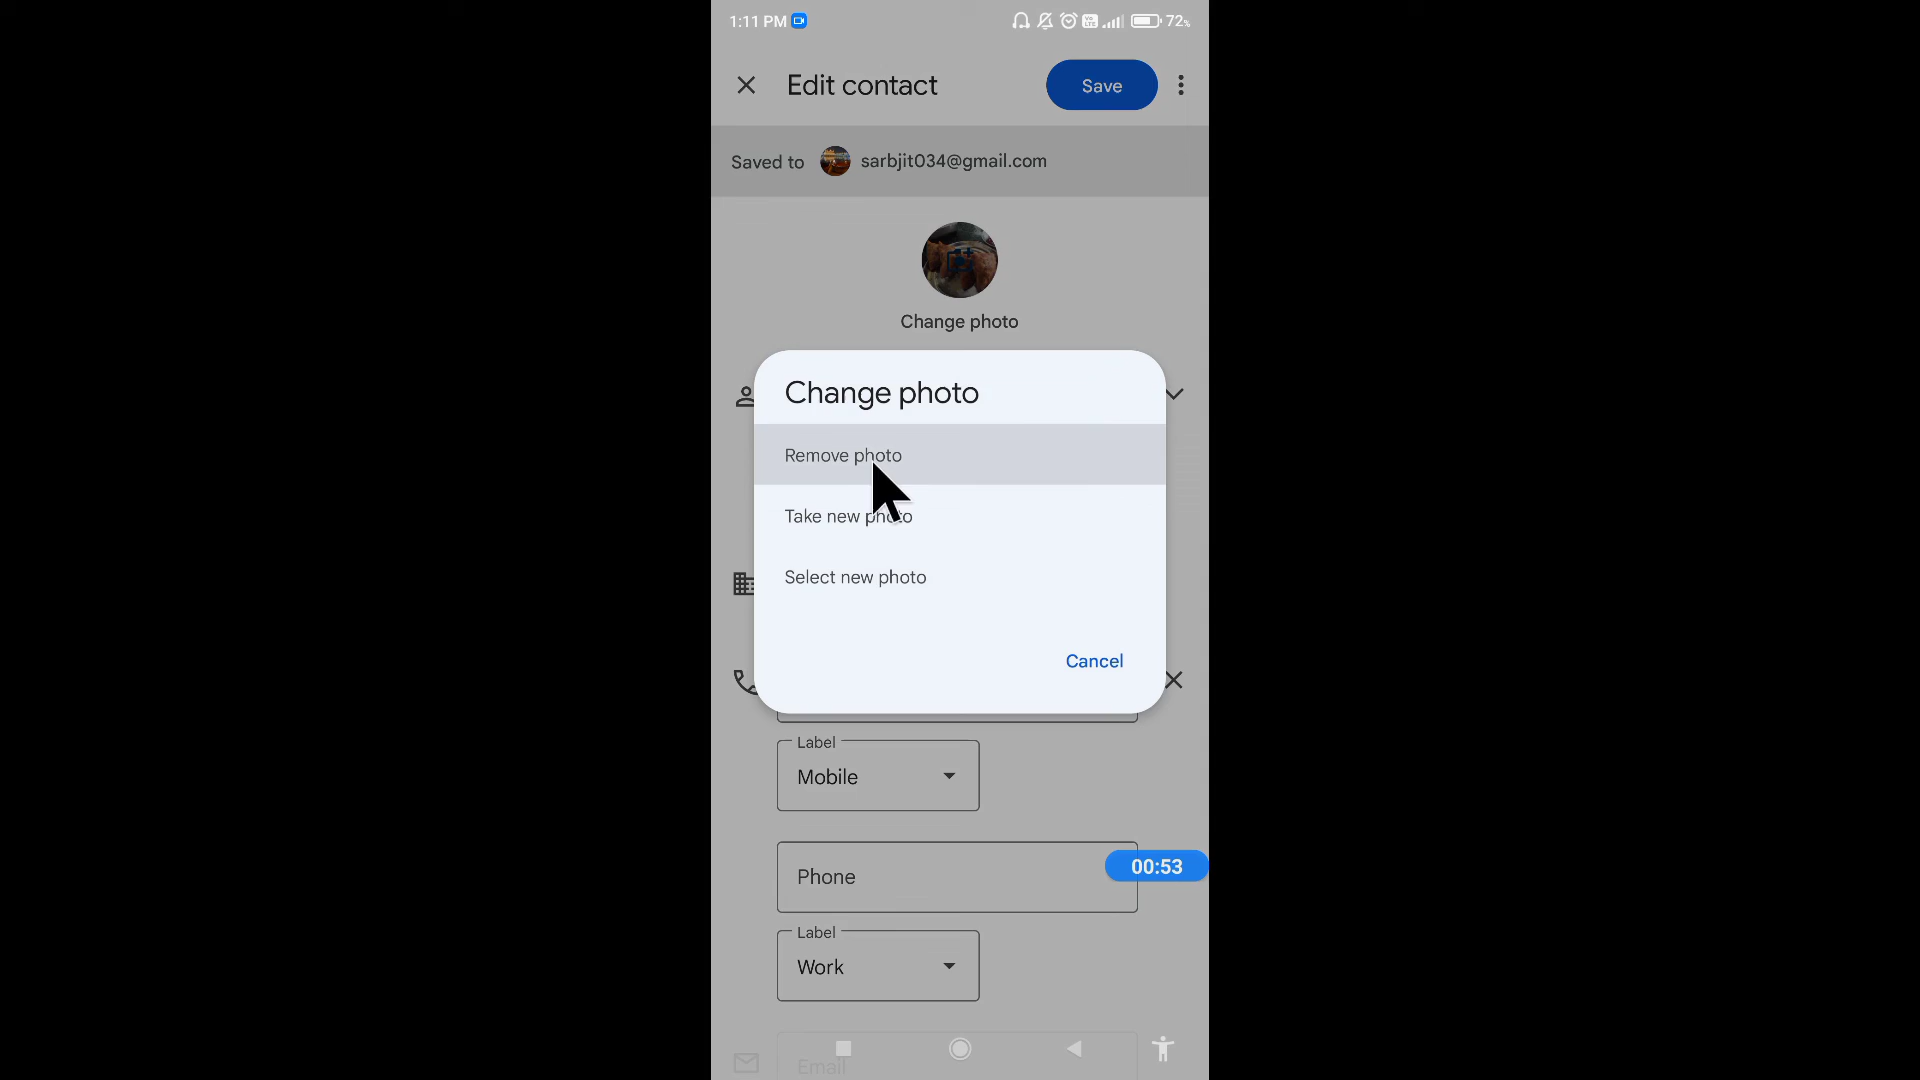 1:11 PM 72%
Edit contact Save
Saved to sarbjit034@gmail.com
Change photo
Change photo
Remove photo
Take new photo
Select new photo
Cancel
Label
Mobile
Phone
00:53
Label
Work
Email